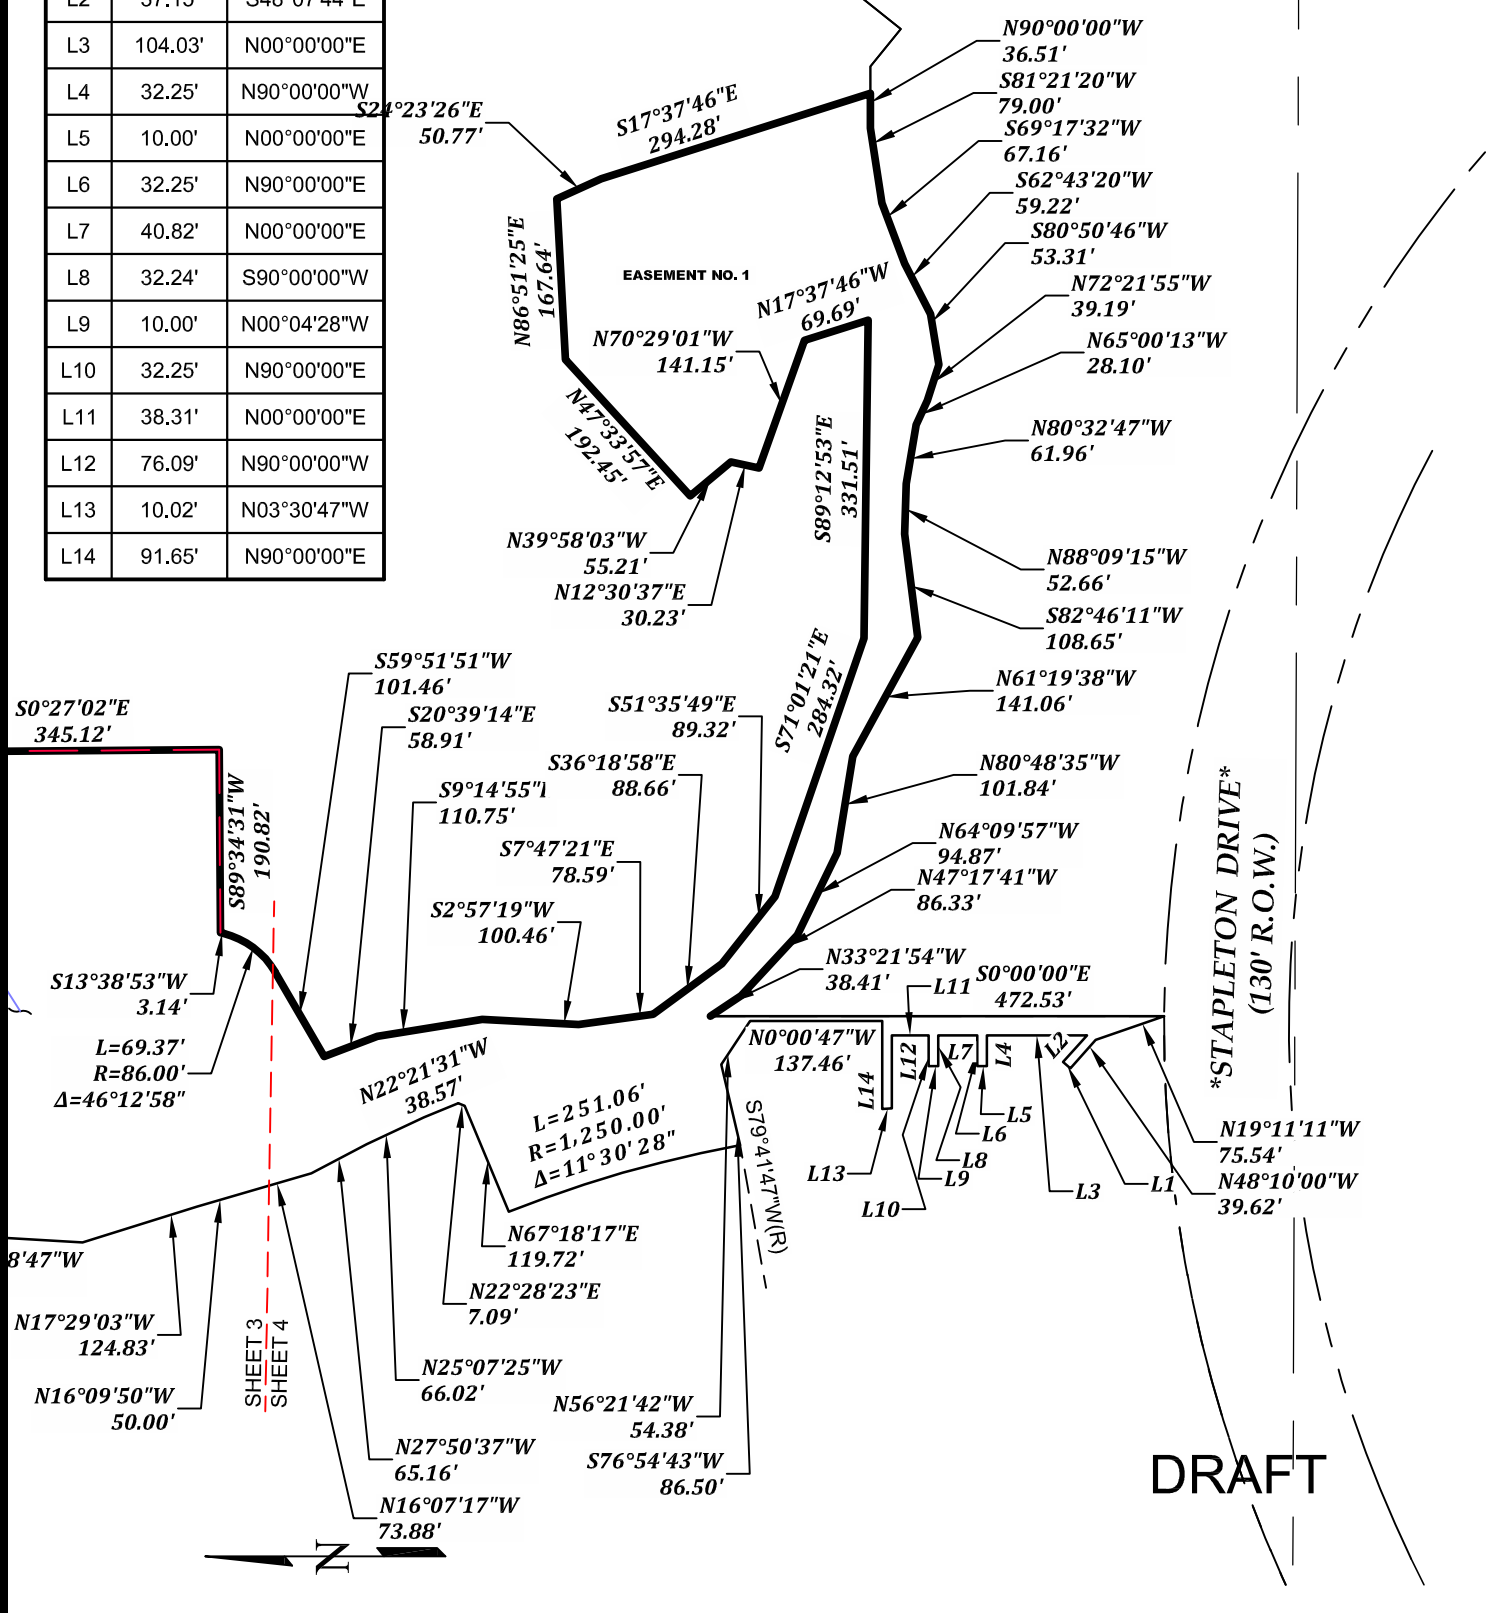 L2 37.15' S48°07'44"E
L3 104.03' N00°00'00"E
L4 32.25' N90°00'00"W
L5 10.00' N00°00'00"E
L6 32.25' N90°00'00"E
L7 40.82' N00°00'00"E
L8 32.24' S90°00'00"W
L9 10.00' N00°04'28"W
L10 32.25' N90°00'00"E
L11 38.31' N00°00'00"E
L12 76.09' N90°00'00"W
L13 10.02' N03°30'47"W
L14 91.65' N90°00'00"E
S24°23'26"E
50.77'
S17°37'46"E
294.28'
N90°00'00"W
36.51'
S81°21'20"W
79.00'
S69°17'32"W
67.16'
S62°43'20"W
59.22'
S80°50'46"W
53.31'
N72°21'55"W
39.19'
N65°00'13"W
28.10'
N80°32'47"W
61.96'
N88°09'15"W
52.66'
S82°46'11"W
108.65'
N61°19'38"W
141.06'
N80°48'35"W
101.84'
N64°09'57"W
94.87'
N47°17'41"W
86.33'
N33°21'54"W
38.41'
N86°51'25"E
167.64'
EASEMENT NO. 1
N17°37'46"W
69.69'
N70°29'01"W
141.15'
N47°33'57"E
192.45'
N39°58'03"W
55.21'
N12°30'37"E
30.23'
S89°12'53"E
331.51'
S71°01'21"E
284.32'
S51°35'49"E
89.32'
S36°18'58"E
88.66'
S7°47'21"E
78.59'
S2°57'19"W
100.46'
S59°51'51"W
101.46'
S20°39'14"E
58.91'
S9°14'55"
110.75'
S0°27'02"E
345.12'
S89°34'31"W
190.82'
S13°38'53"W
3.14'
L=69.37'
R=86.00'
Δ=46°12'58"
N22°21'31"W
38.57'
L=251.06'
R=1,250.00'
Δ=11°30'28"
N0°00'47"W
137.46'
S0°00'00"E
472.53'
L11
L14
L12
L7
L4
L2
L5
L6
L8
L9
L13
L10
L3
L1
S79°41'47"W(R)
*STAPLETON DRIVE*
(130' R.O.W.)
N19°11'11"W
75.54'
N48°10'00"W
39.62'
N67°18'17"E
119.72'
N22°28'23"E
7.09'
8'47"W
N17°29'03"W
124.83'
N16°09'50"W
50.00'
SHEET 3
SHEET 4
N25°07'25"W
66.02'
N27°50'37"W
65.16'
N16°07'17"W
73.88'
N56°21'42"W
54.38'
S76°54'43"W
86.50'
DRAFT
N